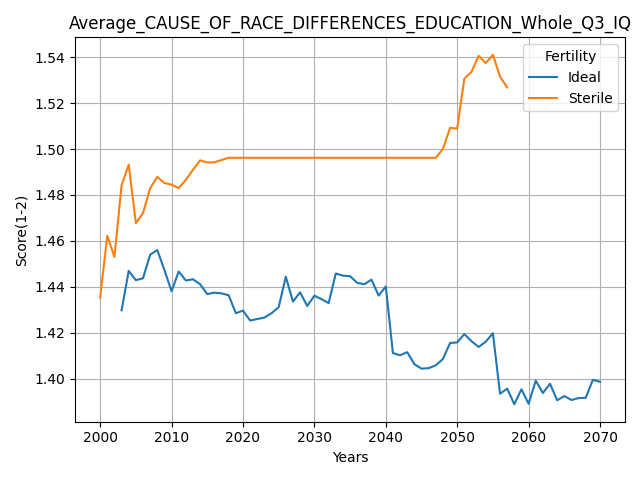 Average_CAUSE_OF_RACE_DIFFERENCES_EDUCATION_Whole_Q3_IQ
Fertility
Ideal
Sterile
Score(1-2)
1.54
1.52
1.50
1.48
1.46
1.44
1.42
1.40
2000 2010 2020 2030 2040 2050 2060 2070
Years